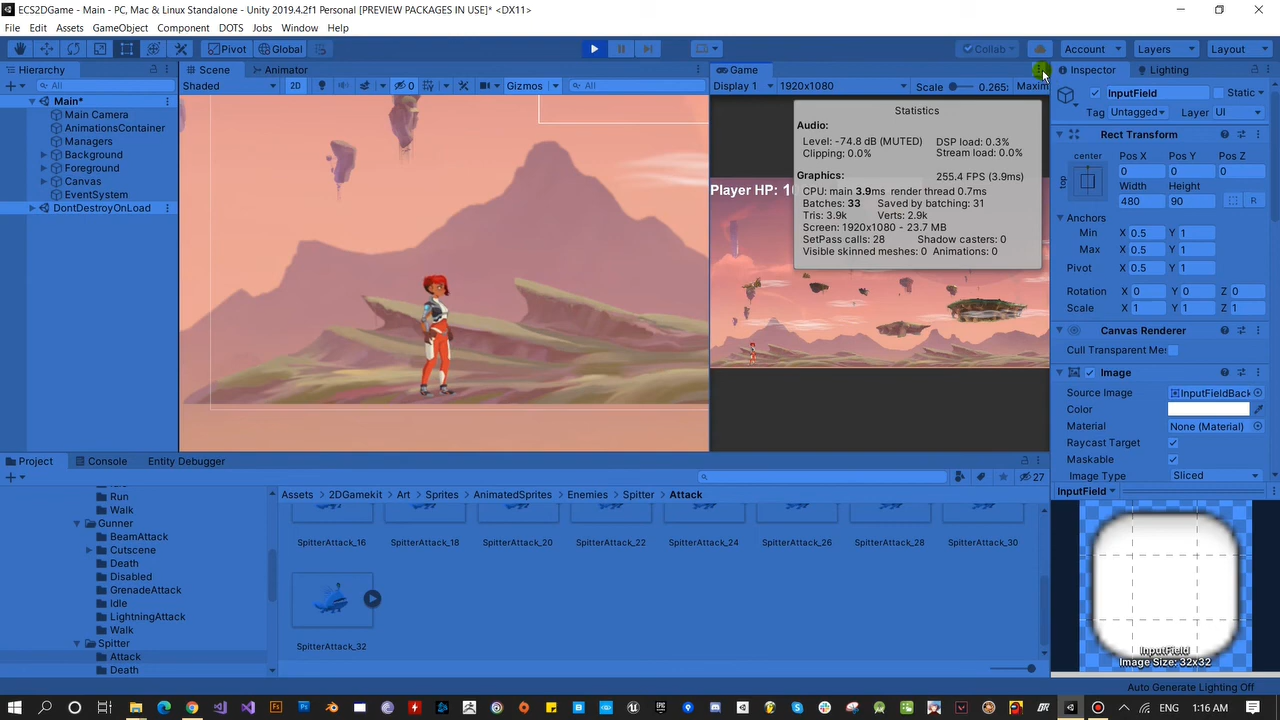 ECS2DGame - Main - PC, Mac & Linux Standalone - Unity 2019.4.2f1 Personal [PREVIEW PACKAGES IN USE]* <DX11>
File Edit Assets GameObject Component DOTS Jobs Window Help
Pivot Global Collab Account Layers Layout
Hierarchy Scene Animator Game Inspector Lighting
All Shaded 2D 0 Gizmos All Display 1 1920x1080 Scale 0.265: Maxim
Main*
Main Camera
AnimationsContainer
Managers
Background
Foreground
Canvas
EventSystem
DontDestroyOnLoad
Player HP: 1
Statistics
Audio:
Level: -74.8 dB (MUTED) DSP load: 0.3%
Clipping: 0.0% Stream load: 0.0%
Graphics: 255.4 FPS (3.9ms)
CPU: main 3.9ms render thread 0.7ms
Batches: 33 Saved by batching: 31
Tris: 3.9k Verts: 2.9k
Screen: 1920x1080 - 23.7 MB
SetPass calls: 28 Shadow casters: 0
Visible skinned meshes: 0 Animations: 0
InputField Static
Tag Untagged Layer UI
Rect Transform
center Pos X Pos Y Pos Z
top 0 0 0
Width Height
480 90 R
Anchors
Min X 0.5 Y 1
Max X 0.5 Y 1
Pivot X 0.5 Y 1
Rotation X 0 Y 0 Z 0
Scale X 1 Y 1 Z 1
Canvas Renderer
Cull Transparent Me:
Image
Source Image InputFieldBack
Color
Material None (Material)
Raycast Target
Maskable
Image Type Sliced
InputField
InputField
Image Size: 32x32
Project Console Entity Debugger
27
Assets > 2DGamekit > Art > Sprites > AnimatedSprites > Enemies > Spitter > Attack
Run
Walk
Gunner
BeamAttack
Cutscene
Death
Disabled
GrenadeAttack
Idle
LightningAttack
Walk
Spitter
Attack
Death
SpitterAttack_16 SpitterAttack_18 SpitterAttack_20 SpitterAttack_22 SpitterAttack_24 SpitterAttack_26 SpitterAttack_28 SpitterAttack_30
SpitterAttack_32
Auto Generate Lighting Off
ENG 1:16 AM